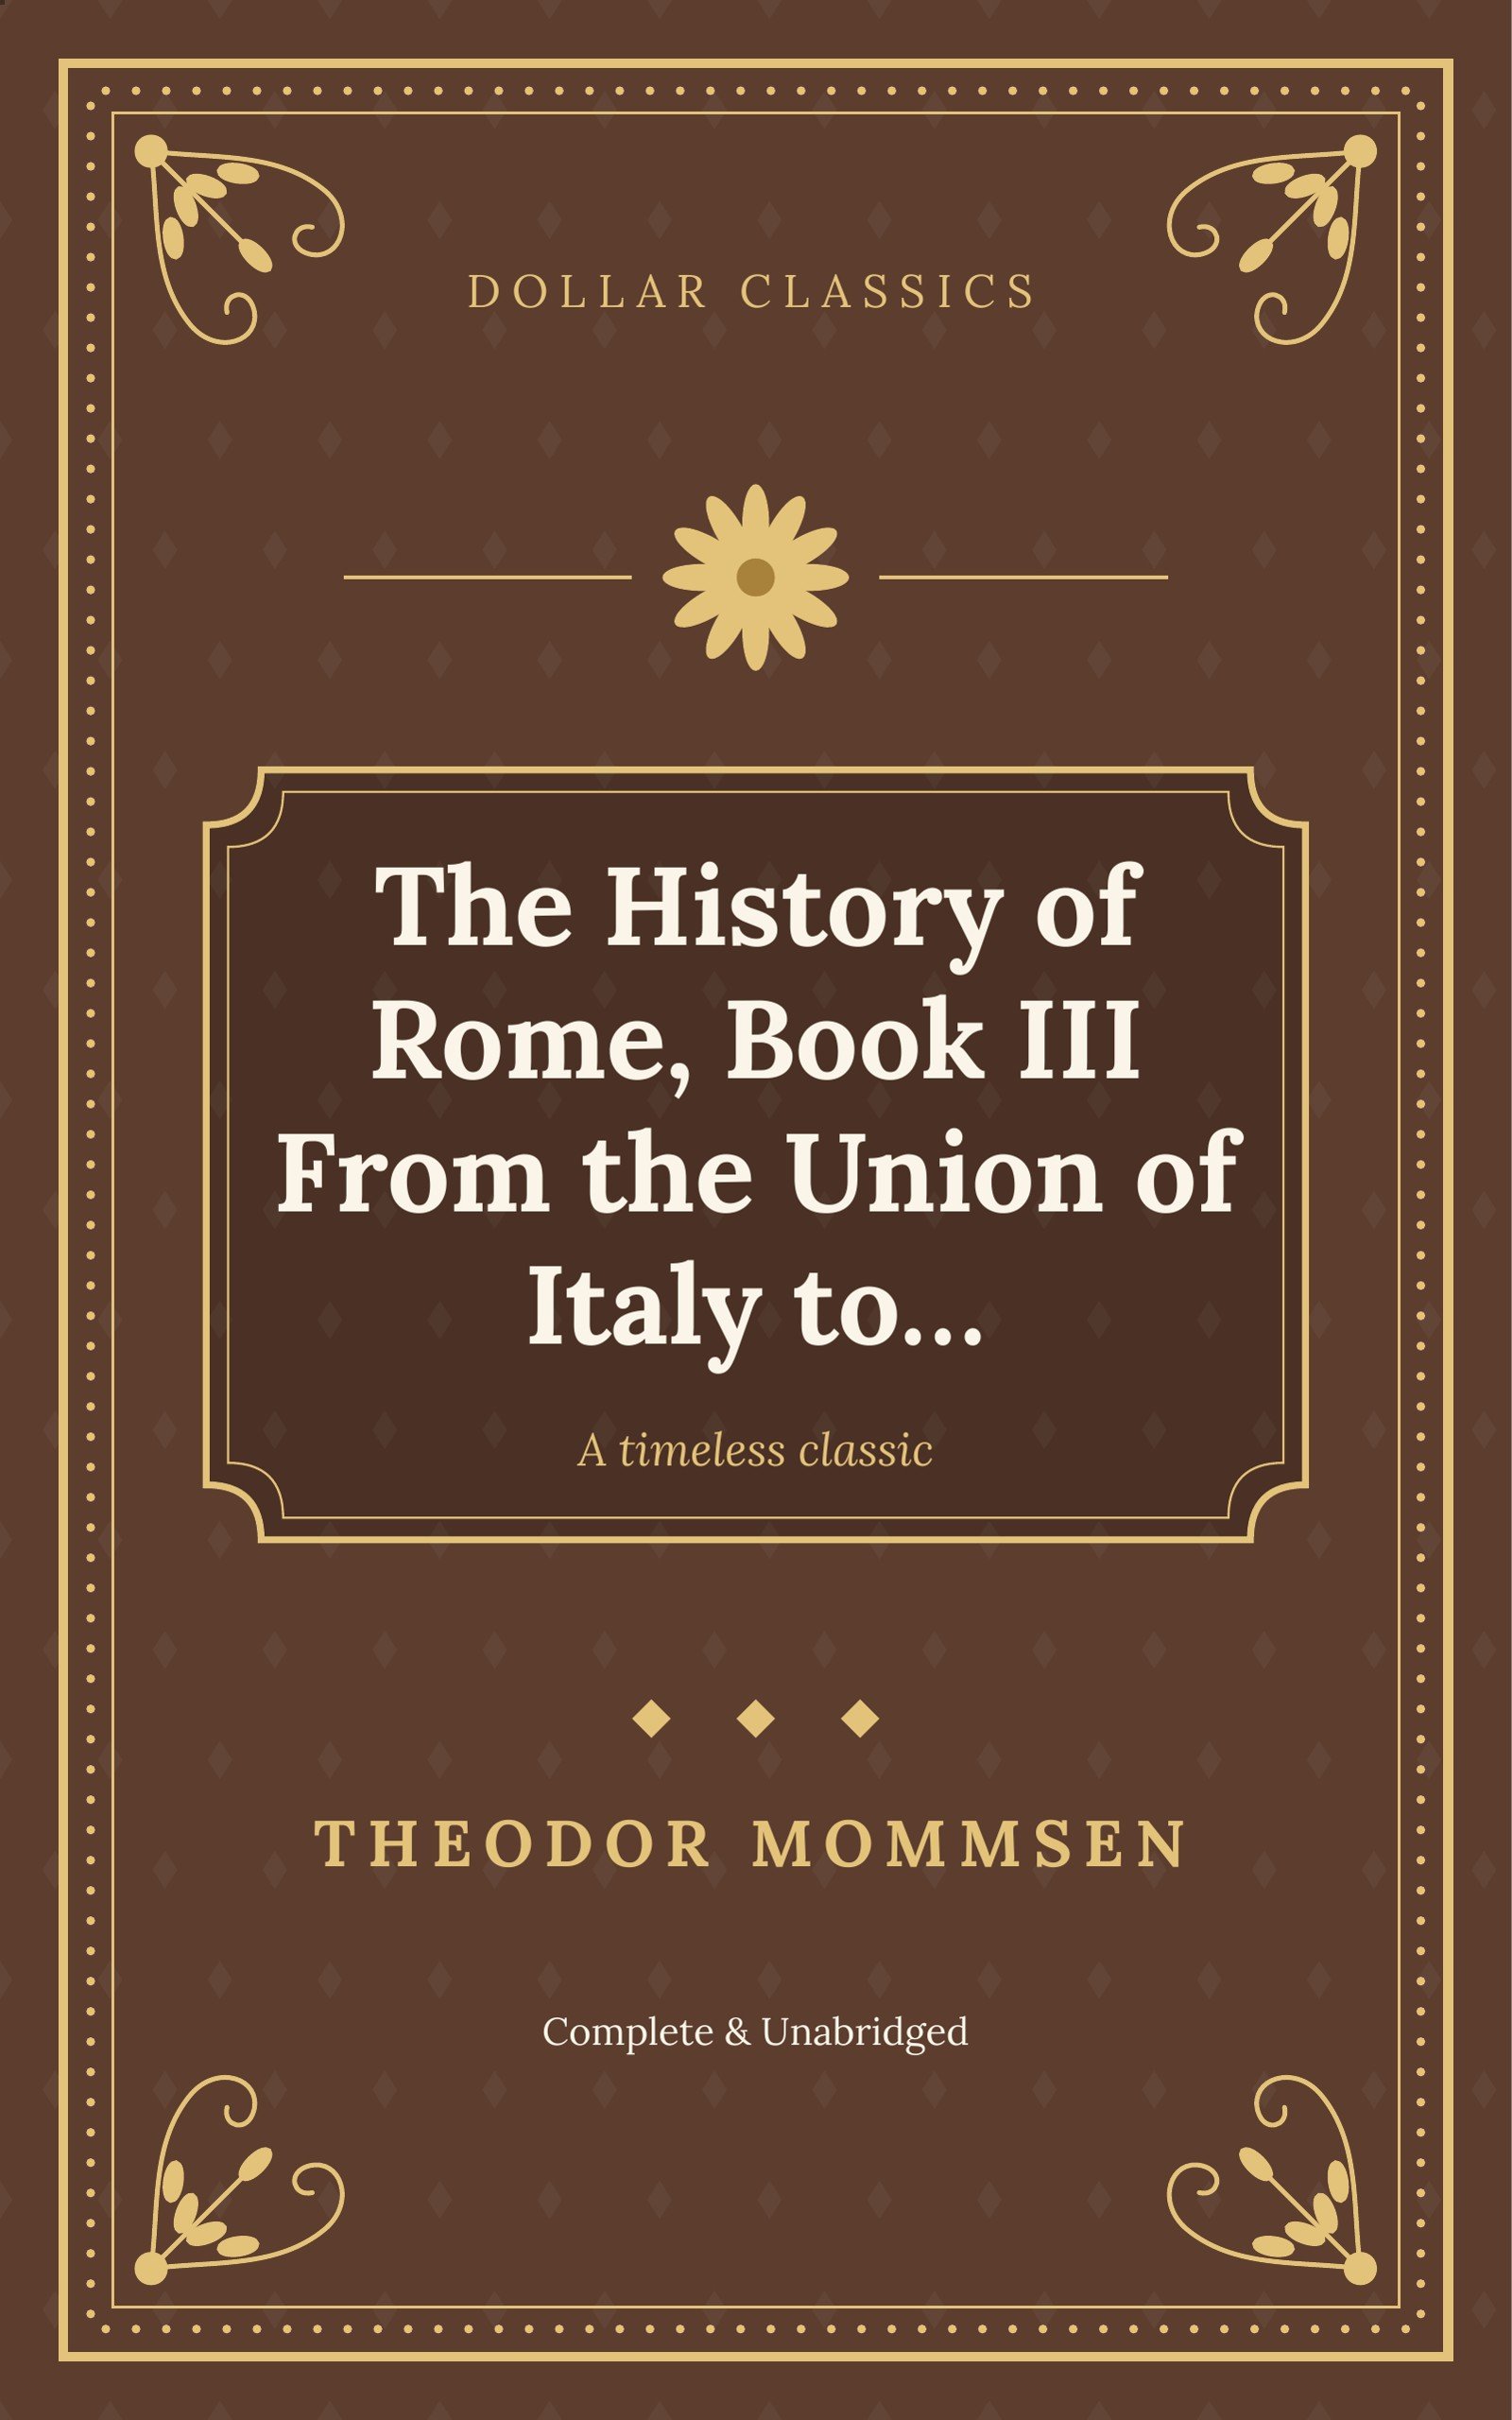 DOLLAR CLASSICS
The History of
Rome, Book III
From the Union of
Italy to...
A timeless classic
THEODOR MOMMSEN
Complete & Unabridged